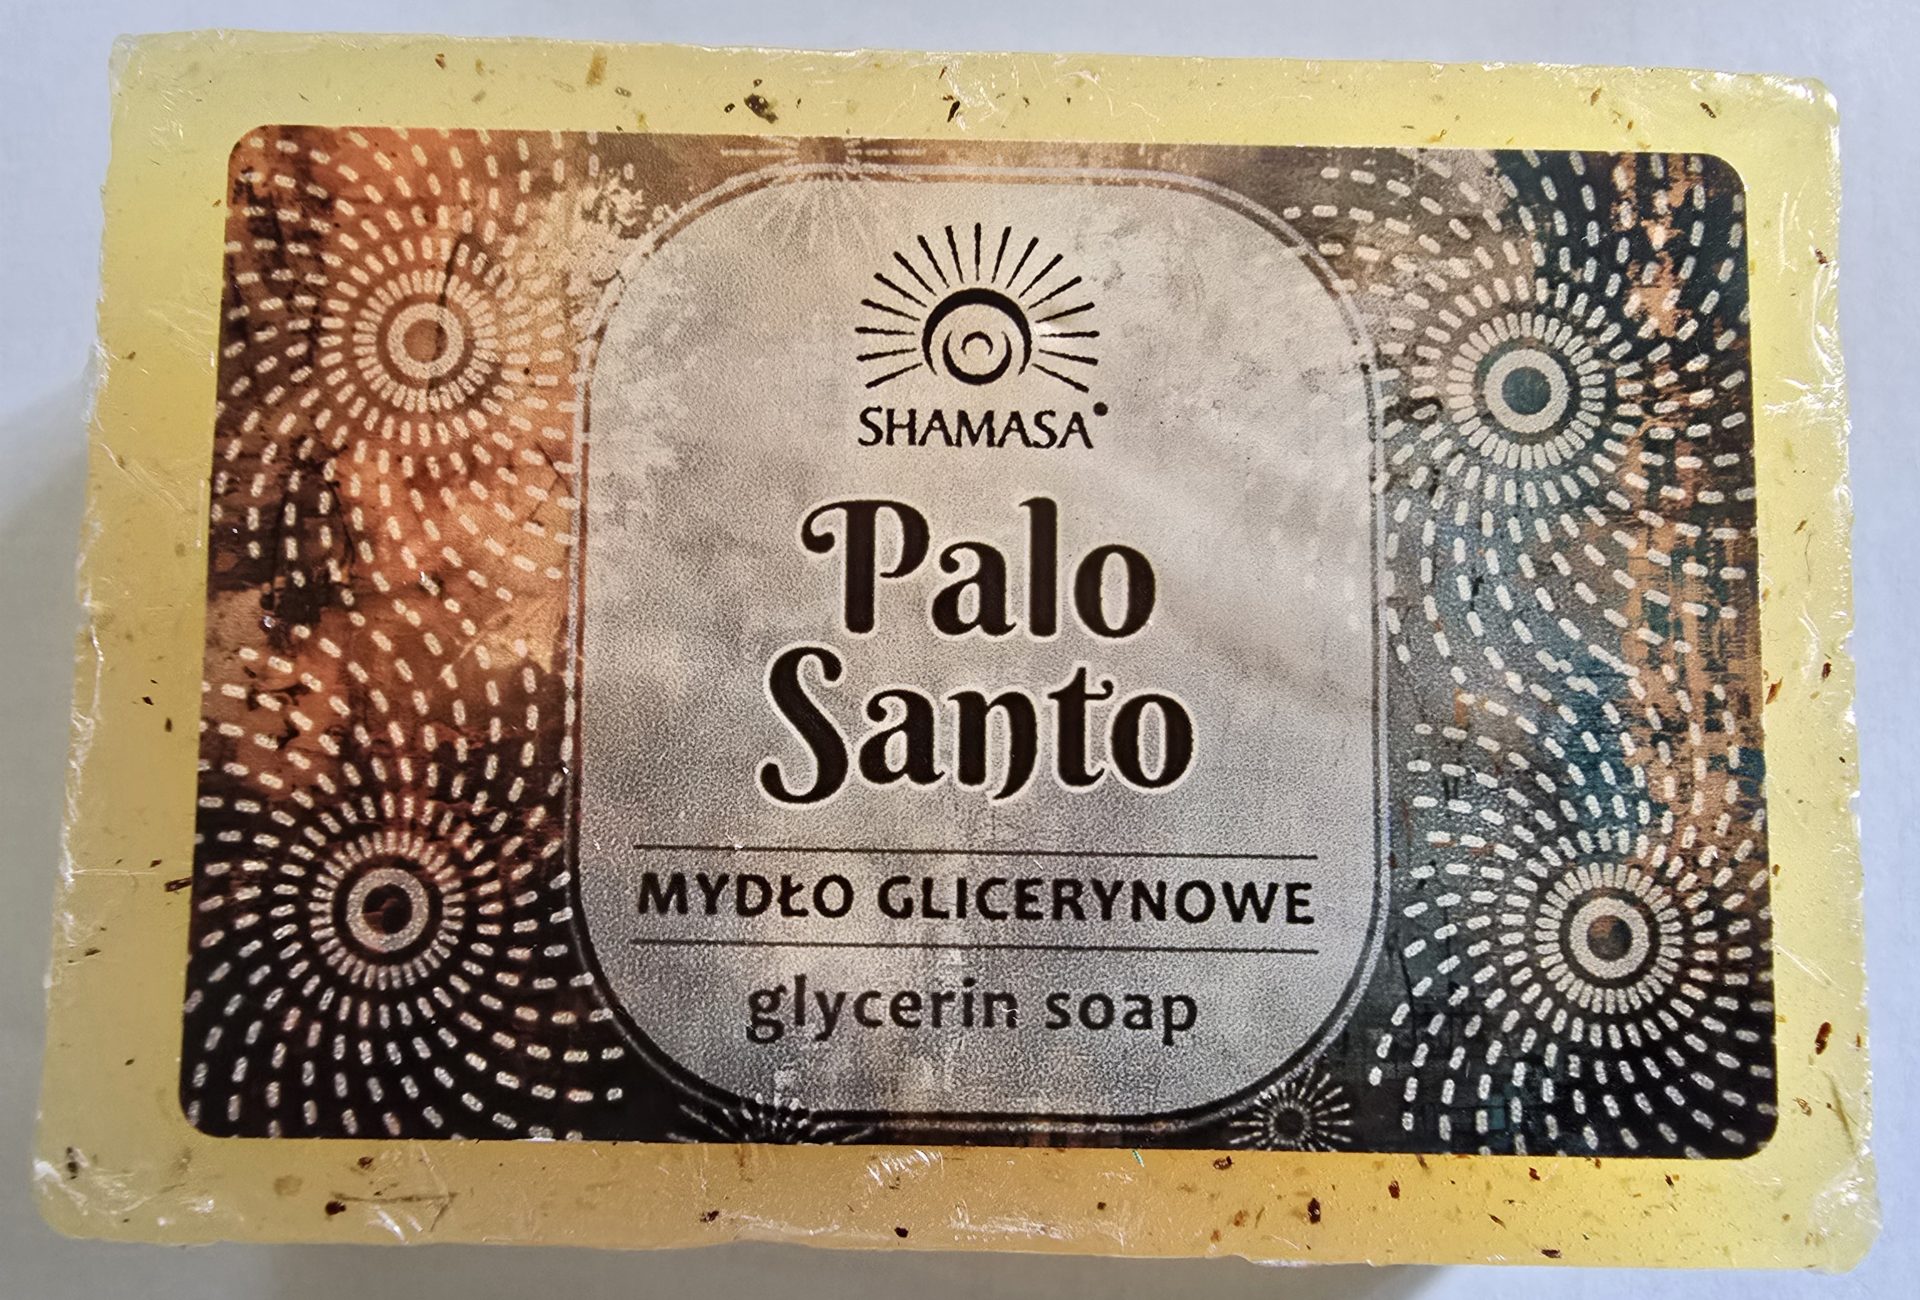 SHAMASA
Palo
Santo
MYDŁO GLICERYNOWE
glycerin soap